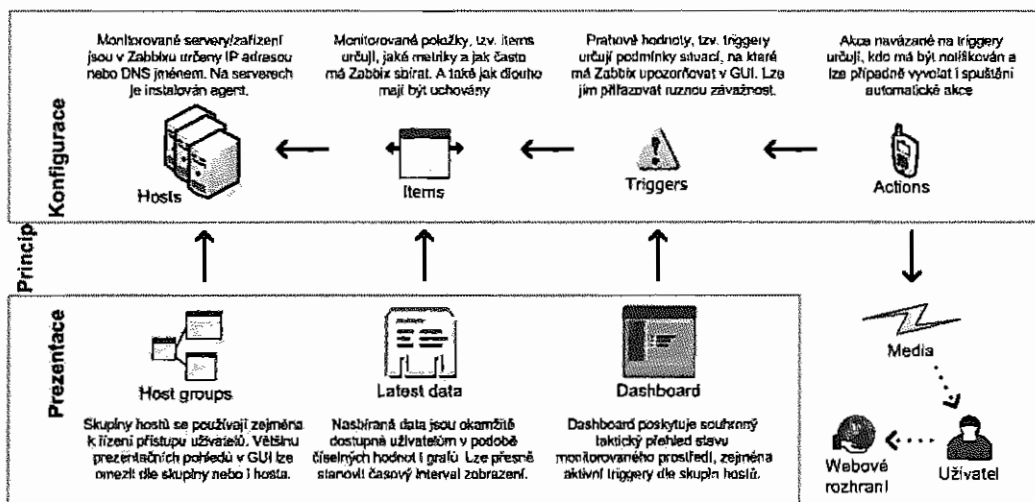 Konfigurace
Monitorované servery/zařízení
jsou v Zabbixu určeny IP adresou
nebo DNS jménem. Na serverech
je instalován agent.
Hosts
Monitorované položky, tzv. items
určují, jaké metriky a jak často
má Zabbix sbírat. A také jak dlouho
mají být uchovány
Items
Prahové hodnoty, tzv. triggery
určují podmínky situací, na které
má Zabbix upozorňovat v GUI. Lze
jim přiřazovat ruznou závažnost.
Triggers
Akce navázané na triggery
určují, kdo má být notifikován a
lze případně vyvolat i spuštění
automatické akce
Actions
Princip
Prezentace
Host groups
Skupiny hostů se používají zejména
k řízení přístupu uživatelů. Většinu
prezentačních pohledů v GUI lze
omezit dle skupiny nebo i hosta.
Latest data
Nasbíraná data jsou okamžitě
dostupná uživatelům v podobě
číselných hodnot i grafů. Lze přesně
stanovit časový interval zobrazení.
Dashboard
Dashboard poskytuje souhrnný
taktický přehled stavu
monitorovaného prostředí, zejména
aktivní triggery dle skupin hostů.
Media
Webové
rozhraní
Uživatel